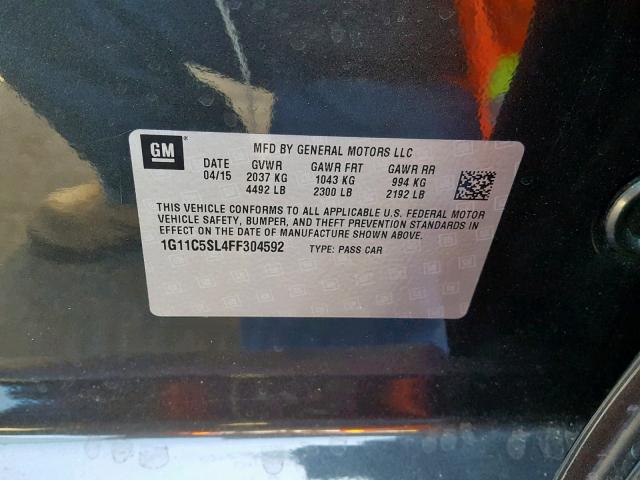 GM
MFD BY GENERAL MOTORS LLC
DATE GVWR GAWR FRT GAWR RR
04/15 2037 KG 1043 KG 994 KG
4492 LB 2300 LB 2192 LB
THIS VEHICLE CONFORMS TO ALL APPLICABLE U.S. FEDERAL MOTOR
VEHICLE SAFETY, BUMPER, AND THEFT PREVENTION STANDARDS IN
EFFECT ON THE DATE OF MANUFACTURE SHOWN ABOVE.
1G11C5SL4FF304592 TYPE: PASS CAR